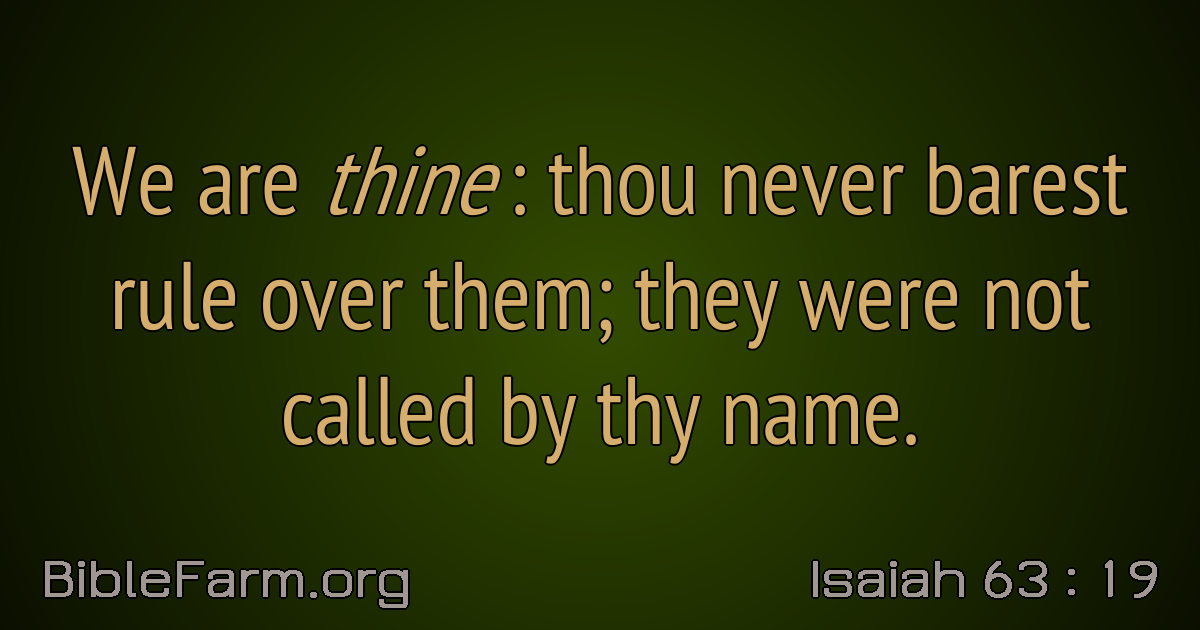 We are thine: thou never barest
rule over them; they were not
called by thy name.
BibleFarm.org
Isaiah 63 : 19